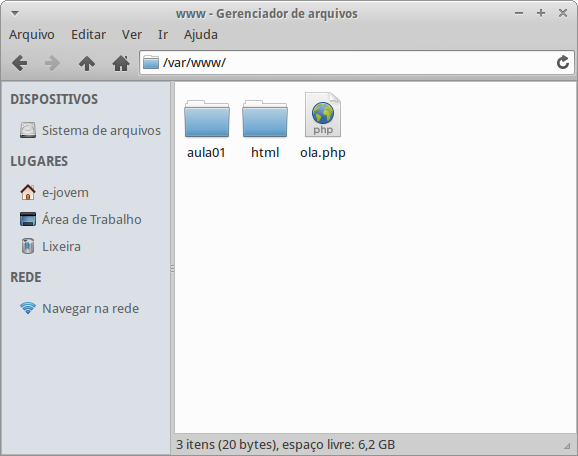 www - Gerenciador de arquivos
Arquivo Editar Ver Ir Ajuda
/var/www/
DISPOSITIVOS
Sistema de arquivos
LUGARES
e-jovem
Área de Trabalho
Lixeira
REDE
Navegar na rede
php
aula01 html ola.php
3 itens (20 bytes), espaço livre: 6,2 GB